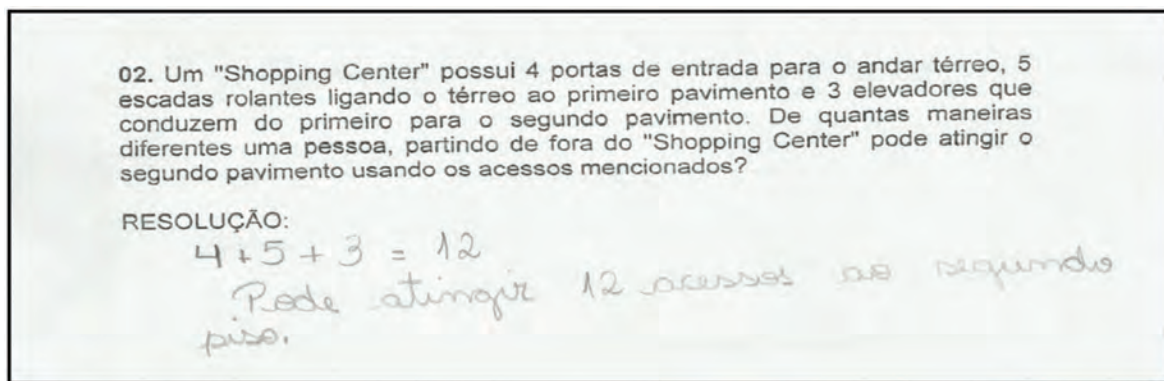 02. Um "Shopping Center" possui 4 portas de entrada para o andar térreo, 5
escadas rolantes ligando o térreo ao primeiro pavimento e 3 elevadores que
conduzem do primeiro para o segundo pavimento. De quantas maneiras
diferentes uma pessoa, partindo de fora do "Shopping Center" pode atingir o
segundo pavimento usando os acessos mencionados?
RESOLUÇÃO:
4 + 5 + 3 = 12
Pode atingir 12 acessos ao segundo
piso.